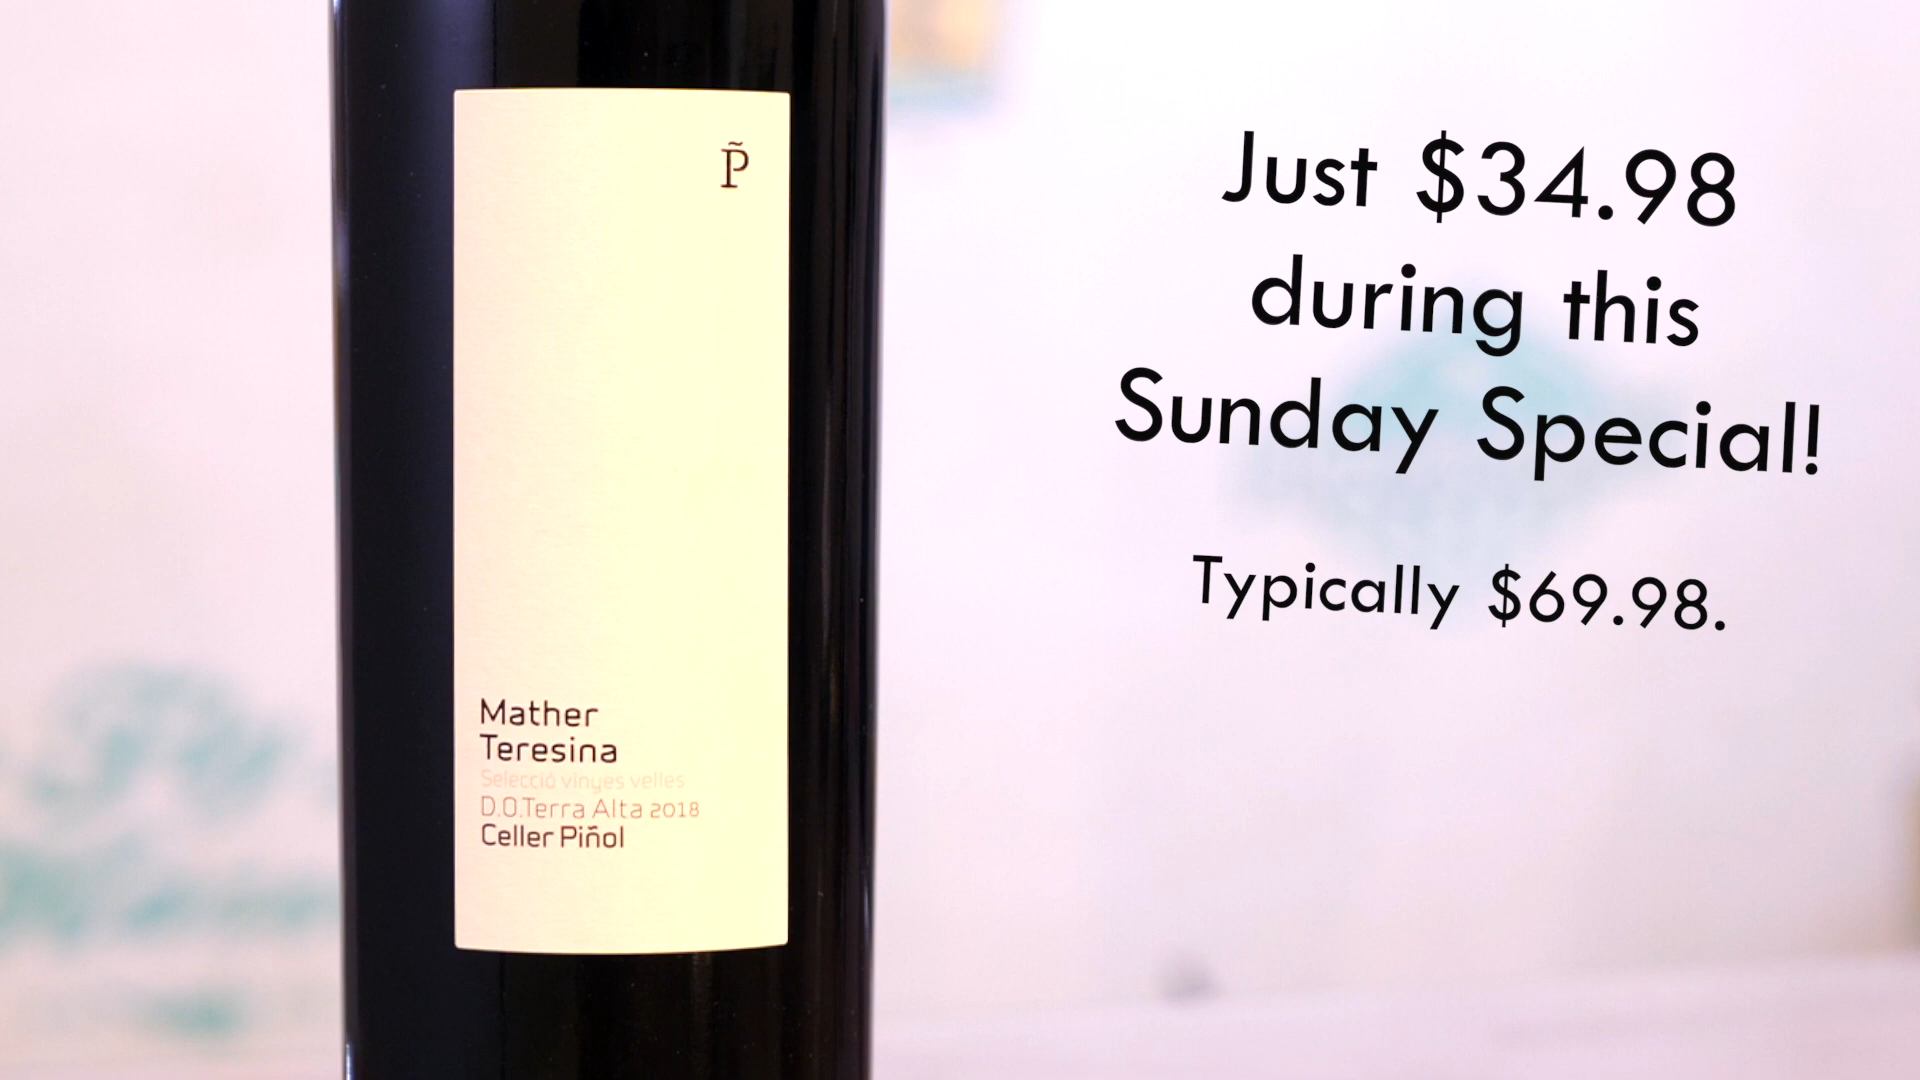 P̃
Mather
Teresina
Selecció vinyes velles
D.O.Terra Alta 2018
Celler Piñol
Just $34.98
during this
Sunday Special!
Typically $69.98.